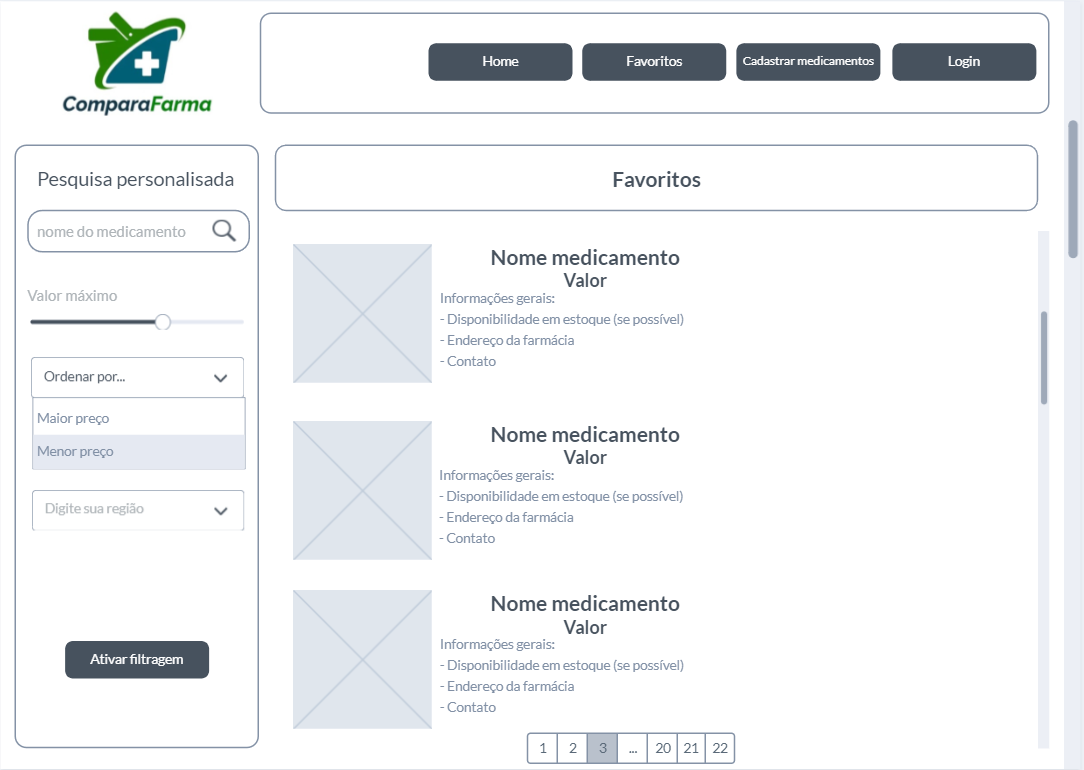 ComparaFarma
Home
Favoritos
Cadastrar medicamentos
Login
Pesquisa personalisada
nome do medicamento
Valor máximo
Ordenar por...
Maior preço
Menor preço
Digite sua região
Ativar filtragem
Favoritos
Nome medicamento
Valor
Informações gerais:
- Disponibilidade em estoque (se possível)
- Endereço da farmácia
- Contato
Nome medicamento
Valor
Informações gerais:
- Disponibilidade em estoque (se possível)
- Endereço da farmácia
- Contato
Nome medicamento
Valor
Informações gerais:
- Disponibilidade em estoque (se possível)
- Endereço da farmácia
- Contato
1 2 3 ... 20 21 22